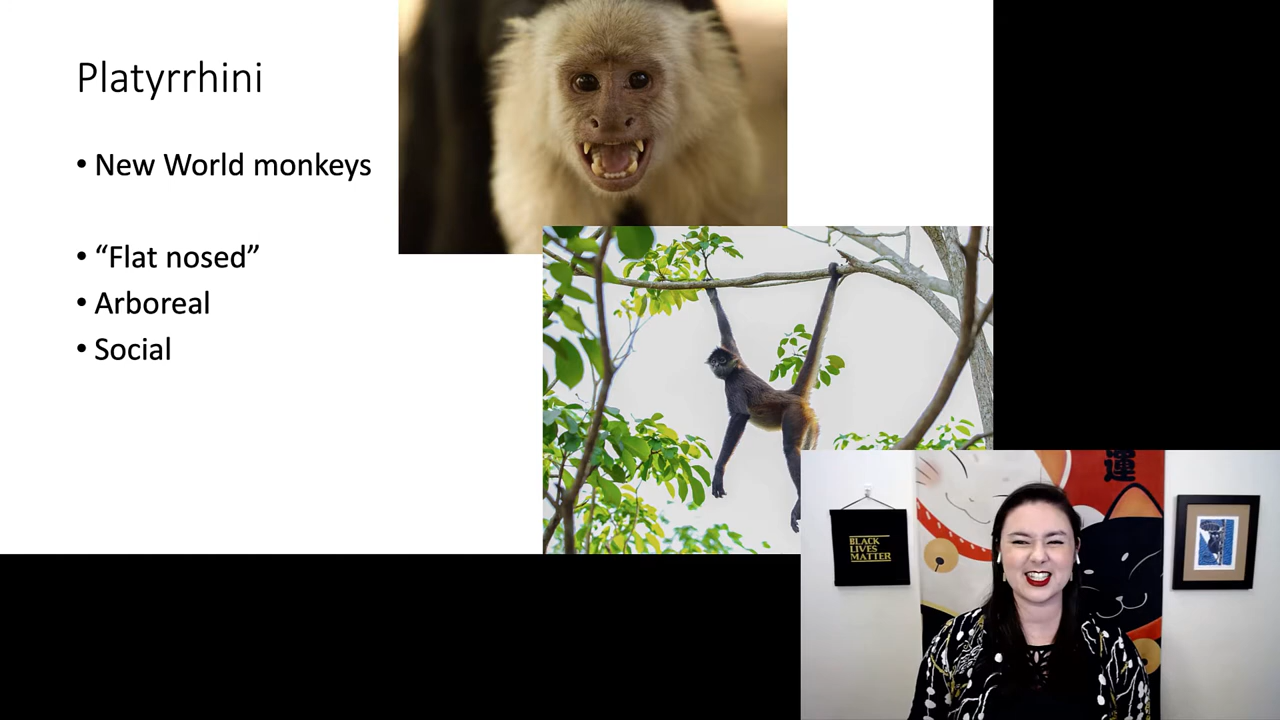 Platyrrhini
• New World monkeys
• “Flat nosed”
• Arboreal
• Social
運
BLACK
LIVES
MATTER